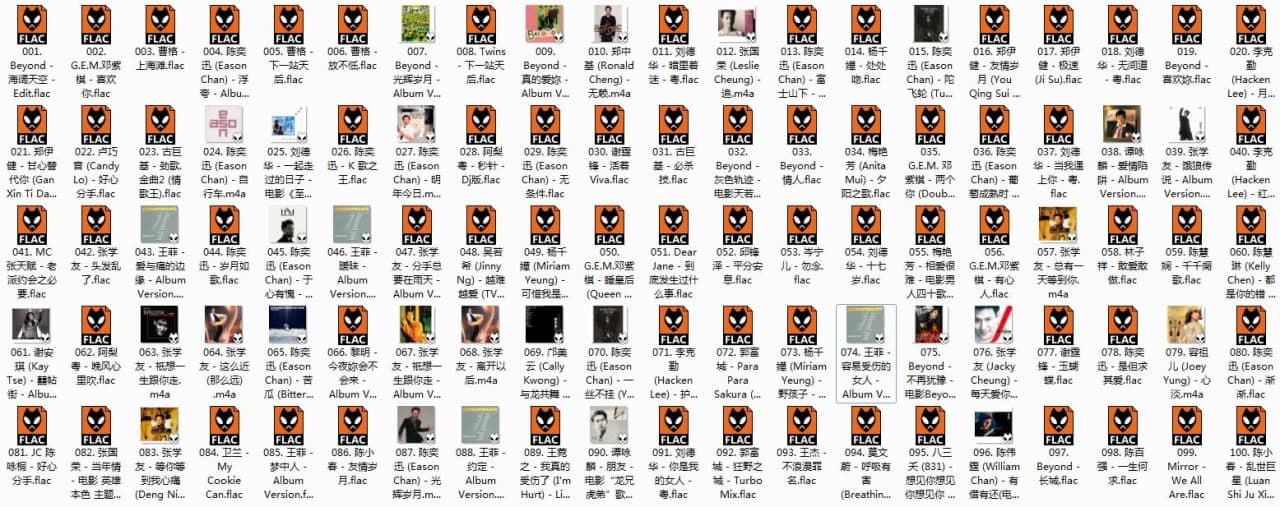 FLAC
001.
Beyond -
海阔天空 -
Edit.flac
FLAC
002.
G.E.M.邓紫
棋 - 喜欢
你.flac
FLAC
003. 曹格 -
上海滩.flac
FLAC
004. 陈奕
迅 (Eason
Chan) - 浮
夸 - Albu...
FLAC
005. 曹格 -
下一站天
后.flac
FLAC
006. 曹格 -
放不低.flac
007.
Beyond -
光辉岁月 -
Album V...
FLAC
008. Twins
- 下一站天
后.flac
009.
Beyond -
真的爱妳 -
Album V...
010. 郑中
基 (Ronald
Cheng) -
无赖.m4a
FLAC
011. 刘德
华 - 暗里着
迷 - 粤.flac
012. 张国
荣 (Leslie
Cheung) -
追.m4a
FLAC
013. 陈奕
迅 (Eason
Chan) - 富
士山下 - ...
FLAC
014. 杨千
嬅 - 处处
吻.flac
015. 陈奕
迅 (Eason
Chan) - 陀
飞轮 (Tu...
FLAC
016. 郑伊
健 - 友情岁
月 (You
Qing Sui ...
FLAC
017. 郑伊
健 - 极速
(Ji Su).flac
FLAC
018. 刘德
华 - 无间道
- 粤.flac
FLAC
019.
Beyond -
喜歡妳.flac
FLAC
020. 李克
勤
(Hacken
Lee) - 月...
FLAC
021. 郑伊
健 - 甘心替
代你 (Gan
Xin Ti Da...
FLAC
022. 卢巧
音 (Candy
Lo) - 好心
分手.flac
FLAC
023. 古巨
基 - 劲歌.
金曲2 (情
歌王).flac
024. 陈奕
迅 (Eason
Chan) - 自
行车.m4a
025. 刘德
华 - 一起走
过的日子 -
电影《至...
FLAC
026. 陈奕
迅 - K 歌之
王.flac
027. 陈奕
迅 (Eason
Chan) - 明
年今日.m...
FLAC
028. 阿梨
粤 - 秒针 -
Dj版.flac
FLAC
029. 陈奕
迅 (Eason
Chan) - 无
条件.flac
FLAC
030. 谢霆
锋 - 活着
Viva.flac
FLAC
031. 古巨
基 - 必杀
技.flac
FLAC
032.
Beyond -
灰色轨迹 -
电影天若...
FLAC
033.
Beyond -
情人.flac
FLAC
034. 梅艳
芳 (Anita
Mui) - 夕
阳之歌.flac
FLAC
035.
G.E.M. 邓
紫棋 - 两个
你 (Doub...
FLAC
036. 陈奕
迅 (Eason
Chan) - 葡
萄成熟时 ...
FLAC
037. 刘德
华 - 当我遇
上你 - 粤.
flac
038. 谭咏
麟 - 爱情陷
阱 - Album
Version....
039. 张学
友 - 饿狼传
说 - Album
Version....
FLAC
040. 李克
勤
(Hacken
Lee) - 紅...
FLAC
041. MC
张天赋 - 老
派约会之必
要.flac
FLAC
042. 张学
友 - 头发乱
了.flac
043. 王菲 -
爱与痛的边
缘 - Album
Version....
FLAC
044. 陈奕
迅 - 岁月如
歌.flac
045. 陈奕
迅 (Eason
Chan) - 于
心有愧 - ...
046. 王菲 -
暧昧 -
Album
Version....
FLAC
047. 张学
友 - 分手总
要在雨天 -
Album V...
FLAC
048. 吴若
希 (Jinny
Ng) - 越难
越爱 (TV...
FLAC
049. 杨千
嬅 (Miriam
Yeung) -
可惜我是...
FLAC
050.
G.E.M.邓紫
棋 - 睡皇后
(Queen ...
FLAC
051. Dear
Jane - 到
底发生过什
么事.flac
FLAC
052. 邱锋
泽 - 平分安
息.flac
FLAC
053. 岑宁
儿 - 勿念.
flac
FLAC
054. 刘德
华 - 十七
岁.flac
FLAC
055. 梅艳
芳 - 相爱很
难 - 电影男
人四十歌...
FLAC
056.
G.E.M.邓紫
棋 - 有心
人.flac
057. 张学
友 - 总有一
天等到你.
m4a
FLAC
058. 林子
祥 - 敢爱敢
做.flac
FLAC
059. 陈慧
娴 - 千千阕
歌.flac
FLAC
060. 陈慧
琳 (Kelly
Chen) - 都
是你的错 ...
061. 谢安
琪 (Kay
Tse) - 囍帖
街 - Albu...
FLAC
062. 阿梨
粤 - 晚风心
里吹.flac
063. 张学
友 - 祇想一
生跟你走.
m4a
064. 张学
友 - 这么近
(那么远)
.m4a
065. 陈奕
迅 (Eason
Chan) - 苦
瓜 (Bitter...
FLAC
066. 黎明 -
今夜妳会不
会来 -
Album V...
067. 张学
友 - 祇想一
生跟你走 -
Album V...
068. 张学
友 - 离开以
后.m4a
069. 邝美
云 (Cally
Kwong) -
与龙共舞 ...
070. 陈奕
迅 (Eason
Chan) - 一
丝不挂 (Y...
FLAC
071. 李克
勤
(Hacken
Lee) - 护...
FLAC
072. 郭富
城 - Para
Para
Sakura (...
FLAC
073. 杨千
嬅 (Miriam
Yeung) -
野孩子 - ...
074. 王菲 -
容易受伤的
女人 -
Album V...
075.
Beyond -
不再犹豫 -
电影Beyo...
076. 张学
友 (Jacky
Cheung) -
每天爱你...
FLAC
077. 谢霆
锋 - 玉蝴
蝶.flac
FLAC
078. 陈奕
迅 - 是但求
其爱.flac
079. 容祖
儿 (Joey
Yung) - 心
淡.m4a
FLAC
080. 陈奕
迅 (Eason
Chan) - 渐
渐.flac
FLAC
081. JC 陈
咏桐 - 好心
分手.flac
FLAC
082. 张国
荣 - 当年情
- 电影 英雄
本色 主题...
083. 张学
友 - 等你等
到我心痛
(Deng Ni...
FLAC
084. 卫兰 -
My
Cookie
Can.flac
FLAC
085. 王菲 -
梦中人 -
Album
Version.f...
FLAC
086. 陈小
春 - 友情岁
月.flac
087. 陈奕
迅 (Eason
Chan) - 光
辉岁月.m...
088. 王菲 -
约定 -
Album
Version....
FLAC
089. 王菀
之 - 我真的
受伤了 (I'm
Hurt) - Li...
090. 谭咏
麟 - 朋友 -
电影“龙兄
虎弟”歌...
FLAC
091. 刘德
华 - 你是我
的女人 -
粤.flac
FLAC
092. 郭富
城 - 狂野之
城 - Turbo
Mix.flac
FLAC
093. 王杰 -
不浪漫罪
名.flac
FLAC
094. 莫文
蔚 - 呼吸有
害
(Breathin...
FLAC
095. 八三
夭 (831) -
想见你想见
你想见你 ...
096. 陈伟
霆 (William
Chan) - 有
借有还(电...
FLAC
097.
Beyond -
长城.flac
FLAC
098. 陈百
强 - 一生何
求.flac
FLAC
099.
Mirror -
We All
Are.flac
FLAC
100. 陈小
春 - 乱世巨
星 (Luan
Shi Ju Xi...